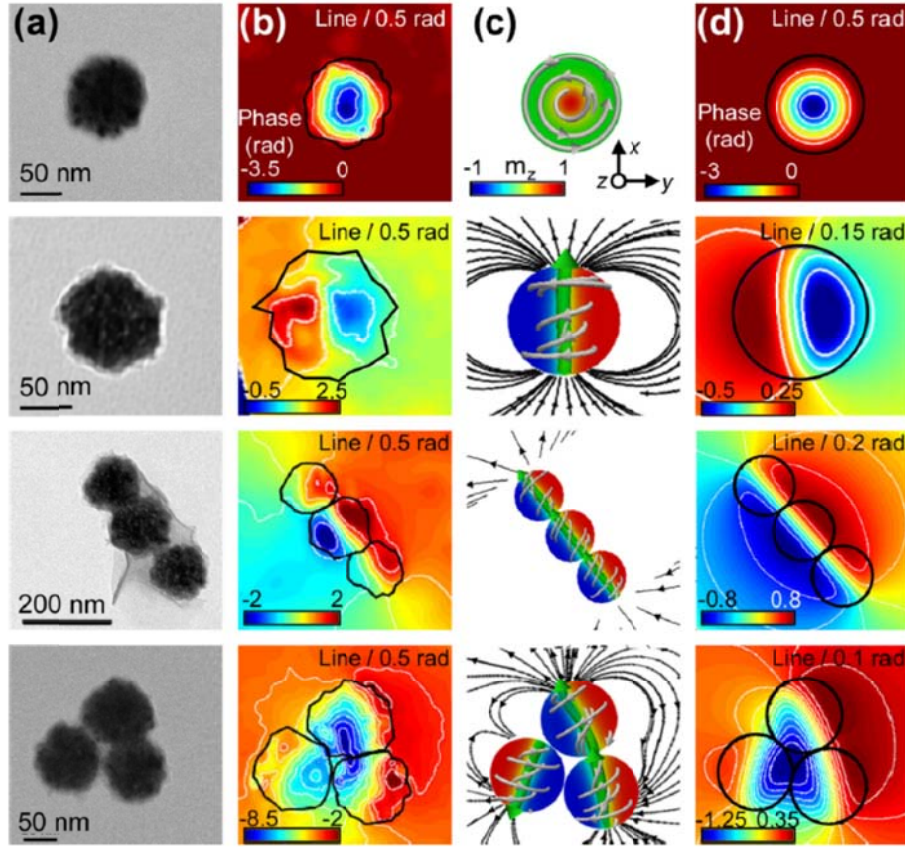 (a)
(b)
(c)
(d)
Line / 0.5 rad
Line / 0.5 rad
Phase
(rad)
-3.5 0
50 nm
-1 m_z 1
x
z y
Phase
(rad)
-3 0
Line / 0.5 rad
Line / 0.15 rad
50 nm
-0.5 2.5
-0.5 0.25
Line / 0.5 rad
Line / 0.2 rad
200 nm
-2 2
-0.8 0.8
Line / 0.5 rad
Line / 0.1 rad
50 nm
-8.5 -2
-1.25 0.35